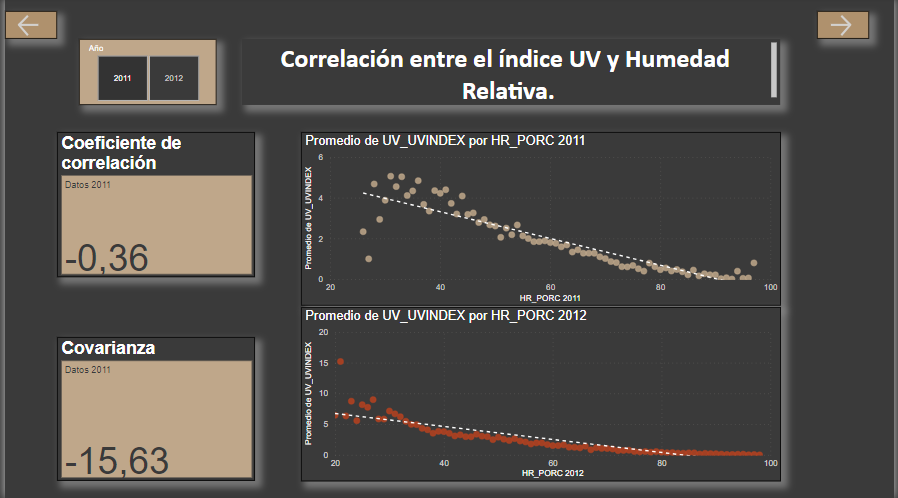 Año
2011
2012
Correlación entre el índice UV y Humedad
Relativa.
Coeficiente de
correlación
Datos 2011
-0,36
Covarianza
Datos 2011
-15,63
Promedio de UV_UVINDEX por HR_PORC 2011
Promedio de UV_UVINDEX
6
4
2
0
20
40
60
80
100
HR_PORC 2011
Promedio de UV_UVINDEX por HR_PORC 2012
Promedio de UV_UVINDEX
20
15
10
5
0
20
40
60
80
100
HR_PORC 2012